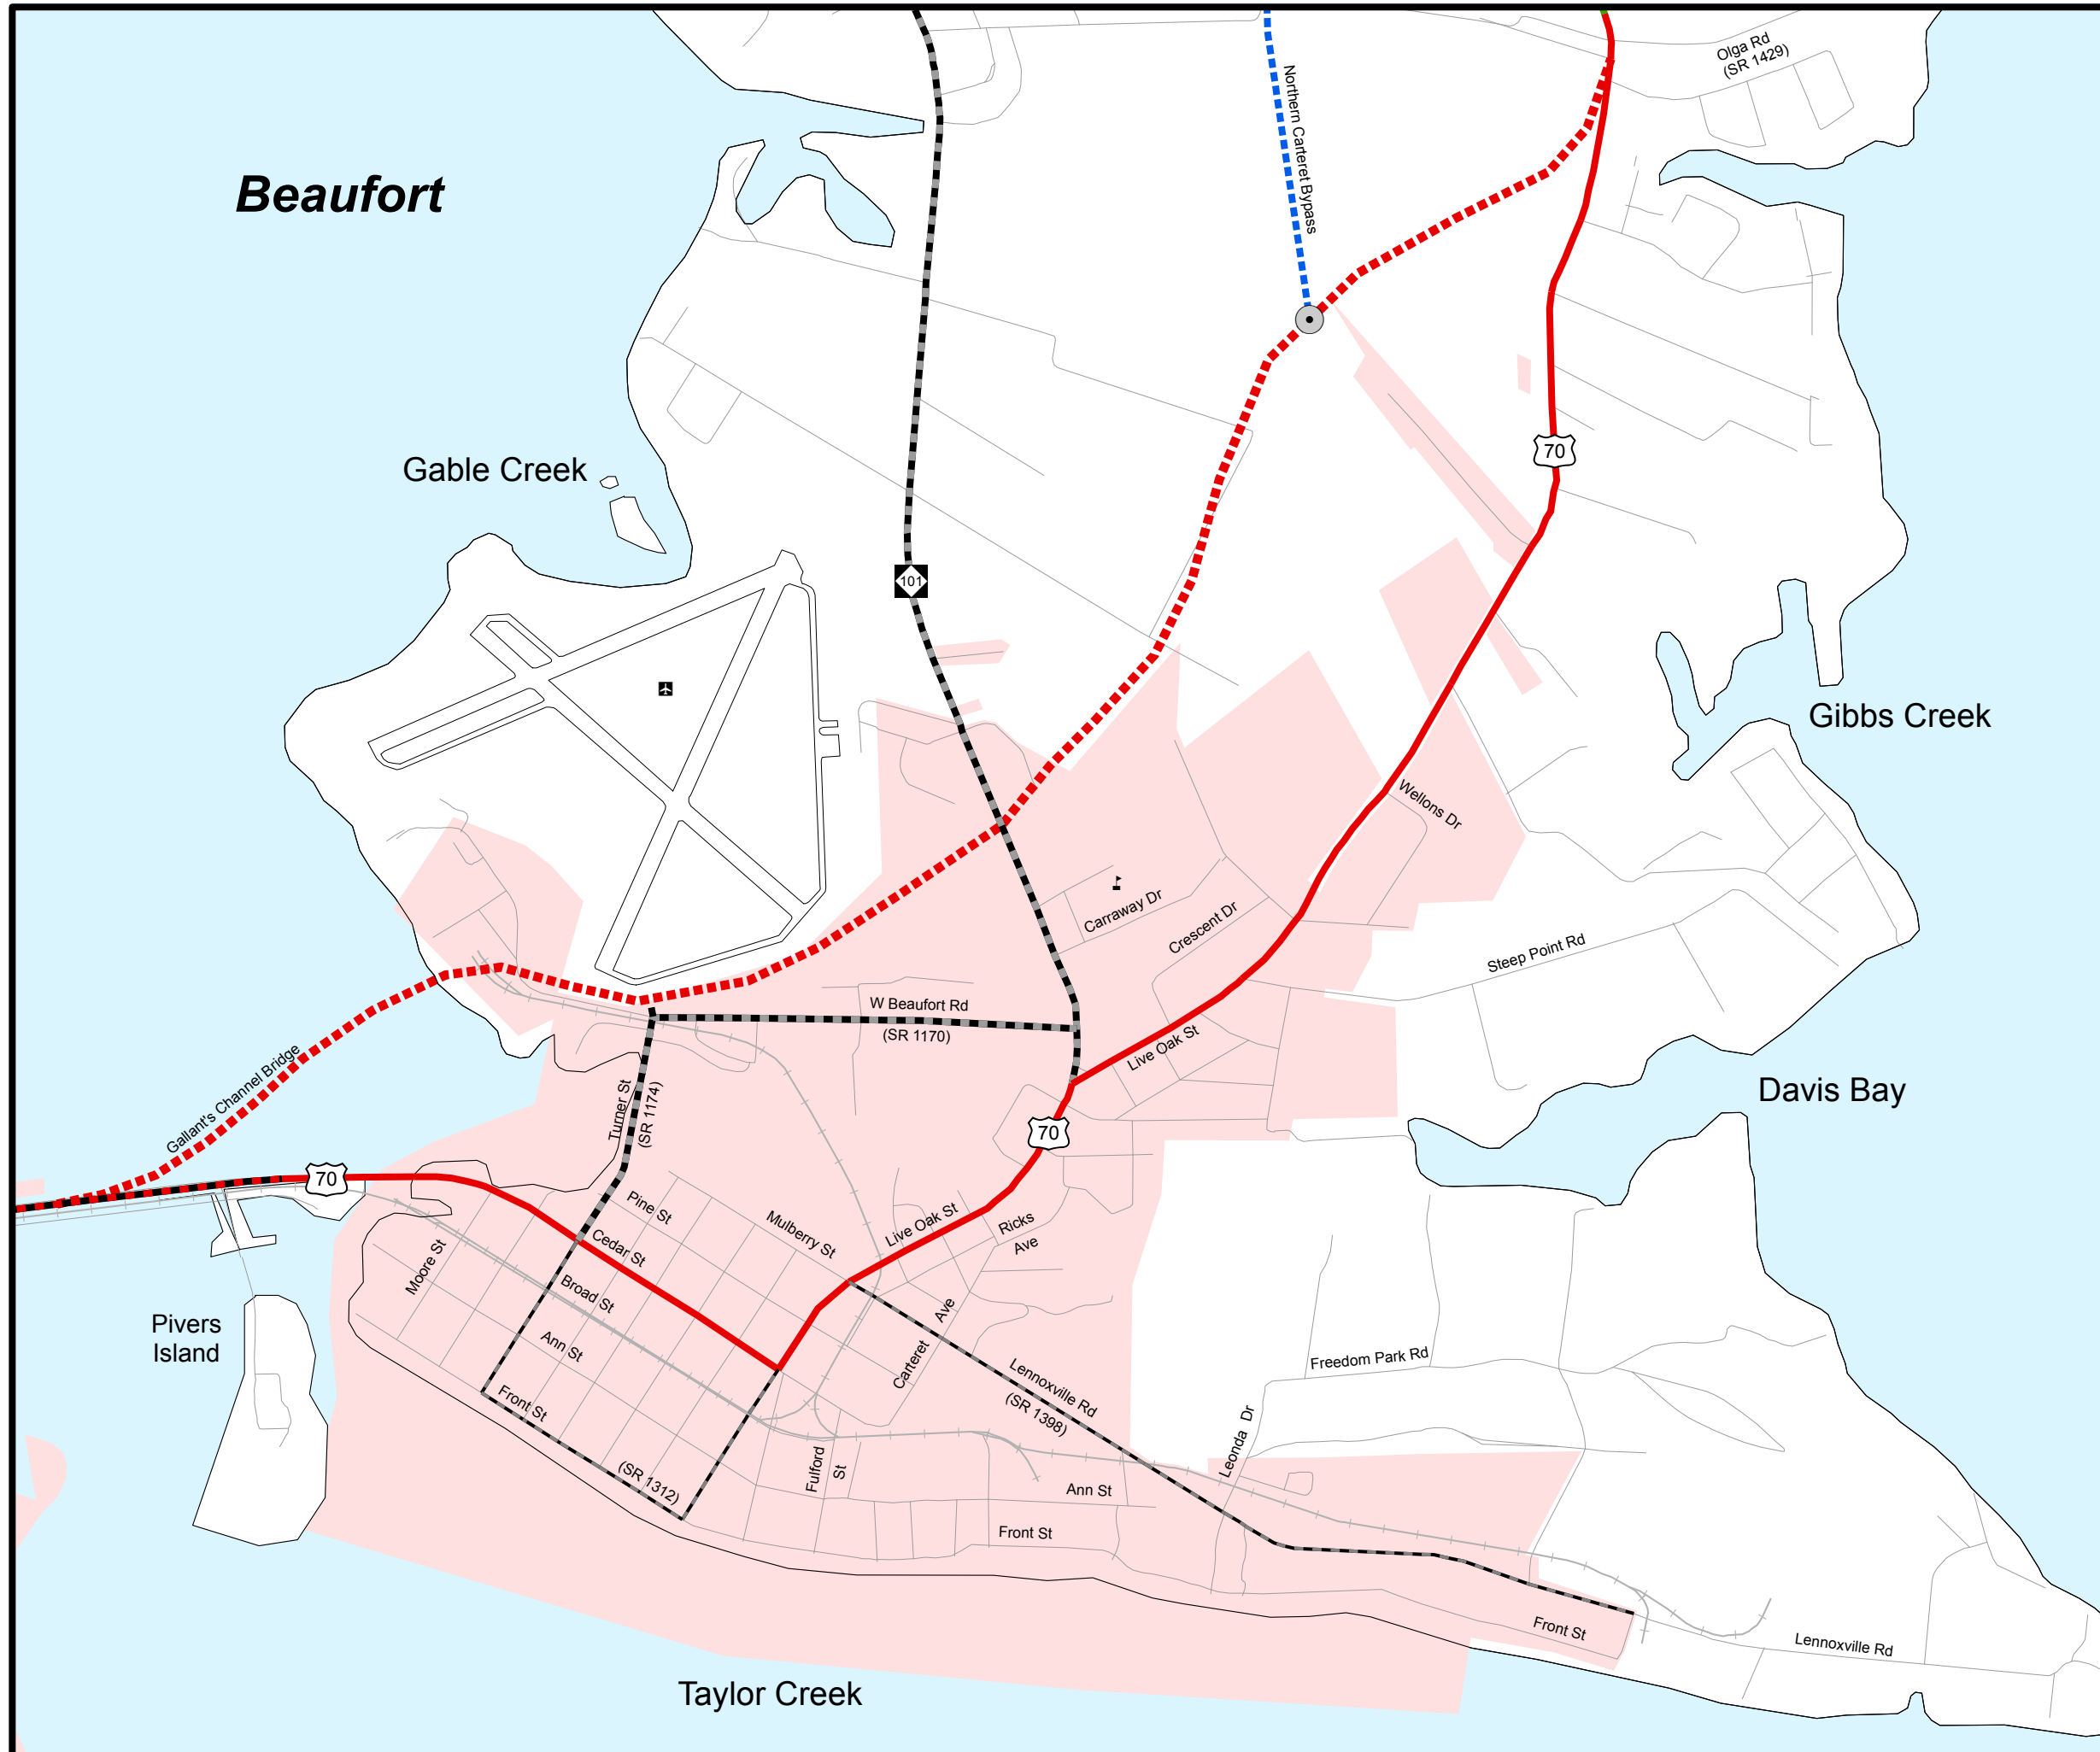 Olga Rd
(SR 1429)
Northern Carteret Bypass
Beaufort
70
Gable Creek
101
Gibbs Creek
Wellons Dr
Carraway Dr
Crescent Dr
Steep Point Rd
W Beaufort Rd
(SR 1170)
Live Oak St
Gallant's Channel Bridge
Turner St
(SR 1174)
Davis Bay
70
70
Pine St
Mulberry St
Live Oak St
Ricks
Ave
Cedar St
Moore St
Broad St
Pivers
Island
Ann St
Carteret Ave
Front St
Lennoxville Rd
(SR 1398)
Freedom Park Rd
Leonda Dr
Fulford
St
(SR 1312)
Ann St
Front St
Front St
Lennoxville Rd
Taylor Creek